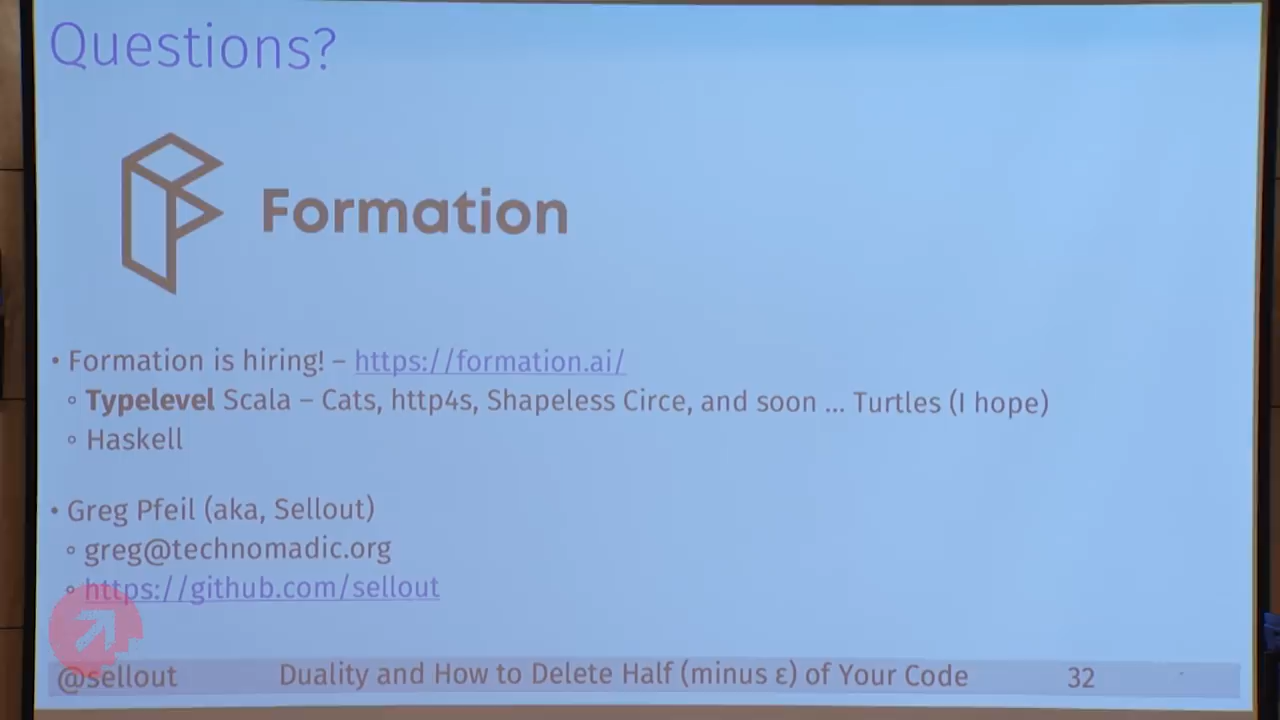 Questions?
Formation
• Formation is hiring! – https://formation.ai/
◦ Typelevel Scala – Cats, http4s, Shapeless Circe, and soon ... Turtles (I hope)
◦ Haskell
• Greg Pfeil (aka, Sellout)
◦ greg@technomadic.org
◦ https://github.com/sellout
@sellout Duality and How to Delete Half (minus ε) of Your Code 32